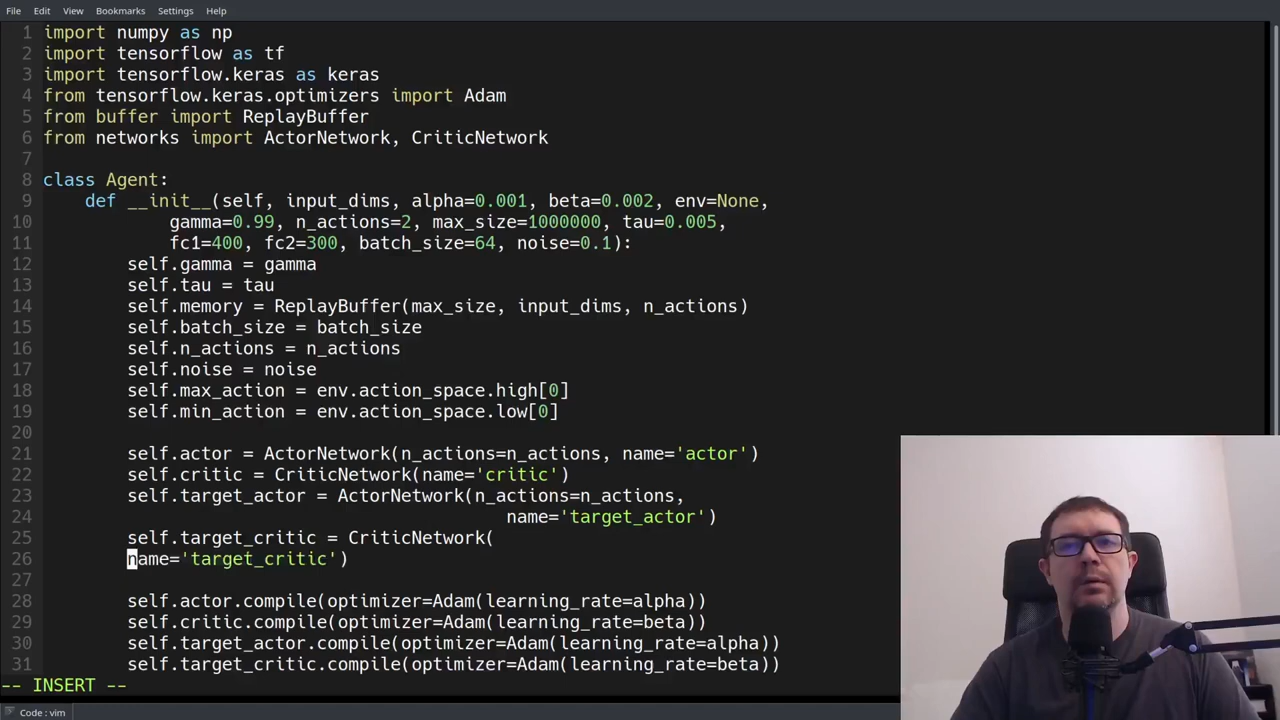 File Edit View Bookmarks Settings Help
1 import numpy as np
2 import tensorflow as tf
3 import tensorflow.keras as keras
4 from tensorflow.keras.optimizers import Adam
5 from buffer import ReplayBuffer
6 from networks import ActorNetwork, CriticNetwork
7
8 class Agent:
9     def __init__(self, input_dims, alpha=0.001, beta=0.002, env=None,
10             gamma=0.99, n_actions=2, max_size=1000000, tau=0.005,
11             fc1=400, fc2=300, batch_size=64, noise=0.1):
12         self.gamma = gamma
13         self.tau = tau
14         self.memory = ReplayBuffer(max_size, input_dims, n_actions)
15         self.batch_size = batch_size
16         self.n_actions = n_actions
17         self.noise = noise
18         self.max_action = env.action_space.high[0]
19         self.min_action = env.action_space.low[0]
20
21         self.actor = ActorNetwork(n_actions=n_actions, name='actor')
22         self.critic = CriticNetwork(name='critic')
23         self.target_actor = ActorNetwork(n_actions=n_actions,
24                                             name='target_actor')
25         self.target_critic = CriticNetwork(
26         name='target_critic')
27
28         self.actor.compile(optimizer=Adam(learning_rate=alpha))
29         self.critic.compile(optimizer=Adam(learning_rate=beta))
30         self.target_actor.compile(optimizer=Adam(learning_rate=alpha))
31         self.target_critic.compile(optimizer=Adam(learning_rate=beta))
-- INSERT --
Code : vim